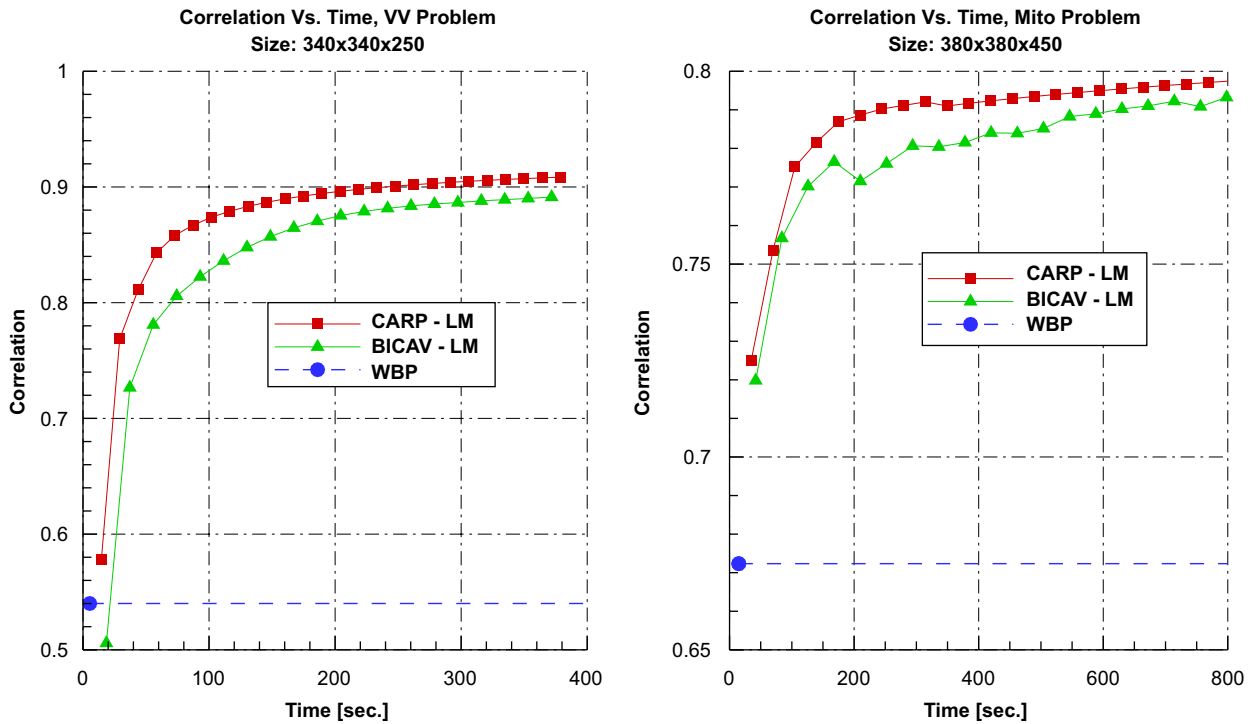 Correlation Vs. Time, VV Problem
Size: 340x340x250
1
0.9
0.8
0.7
0.6
0.5
Correlation
CARP - LM
BICAV - LM
WBP
0
100
200
300
400
Time [sec.]
Correlation Vs. Time, Mito Problem
Size: 380x380x450
0.8
0.75
0.7
0.65
Correlation
CARP - LM
BICAV - LM
WBP
0
200
400
600
800
Time [sec.]